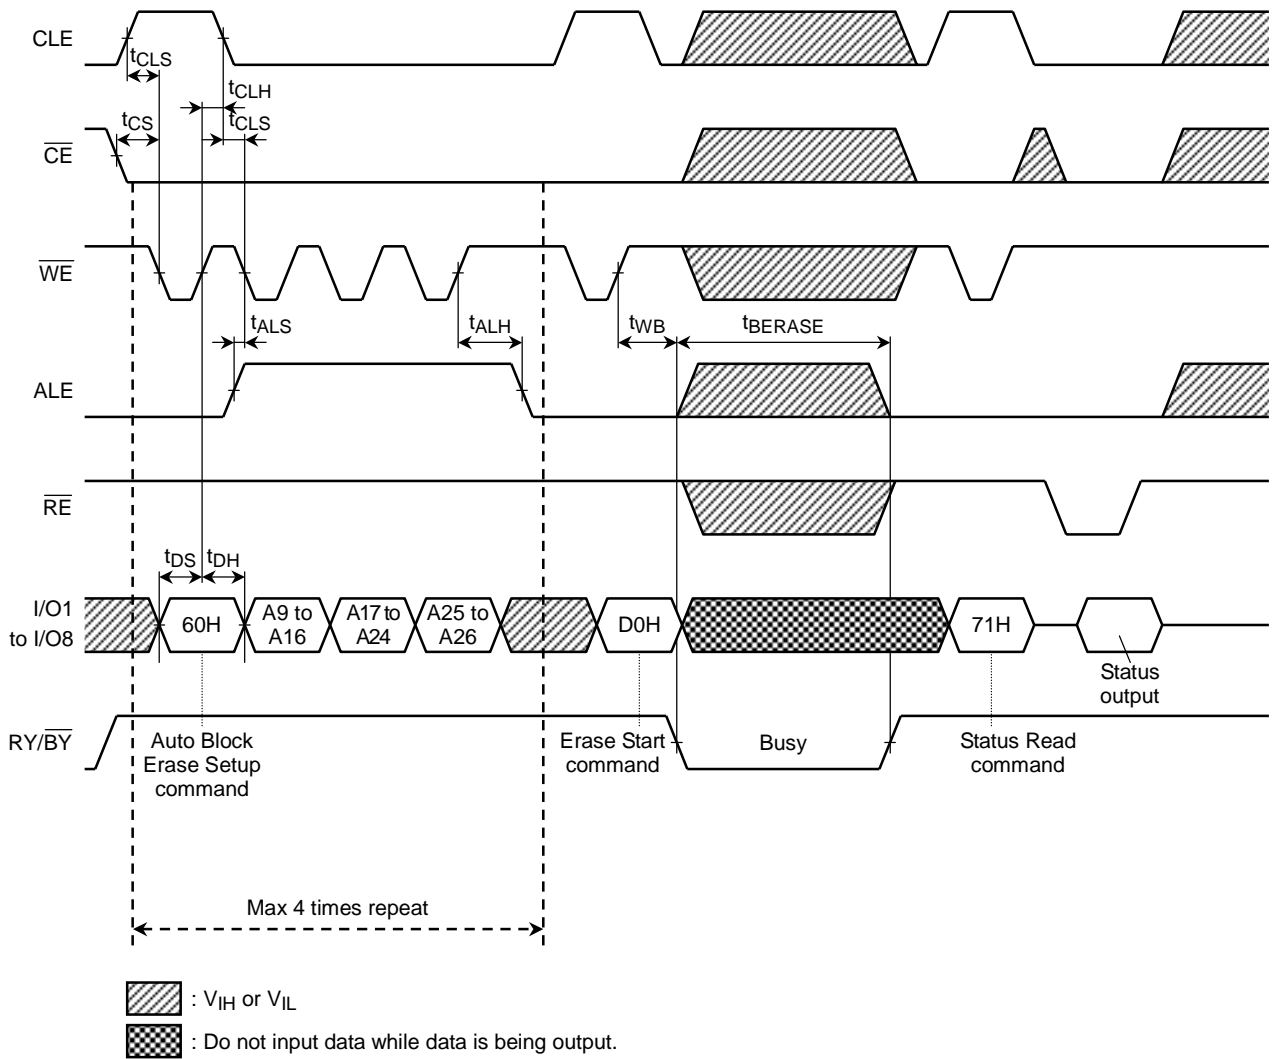 CLE
tCLS
tCLH
tCS
tCLS
CE
WE
tALS
tALH
tWB
tBERASE
ALE
RE
tDS
tDH
I/O1
to I/O8
60H
A9 to
A16
A17 to
A24
A25 to
A26
D0H
71H
Status
output
RY/BY
Auto Block
Erase Setup
command
Erase Start
command
Busy
Status Read
command
Max 4 times repeat
: VIH or VIL
: Do not input data while data is being output.